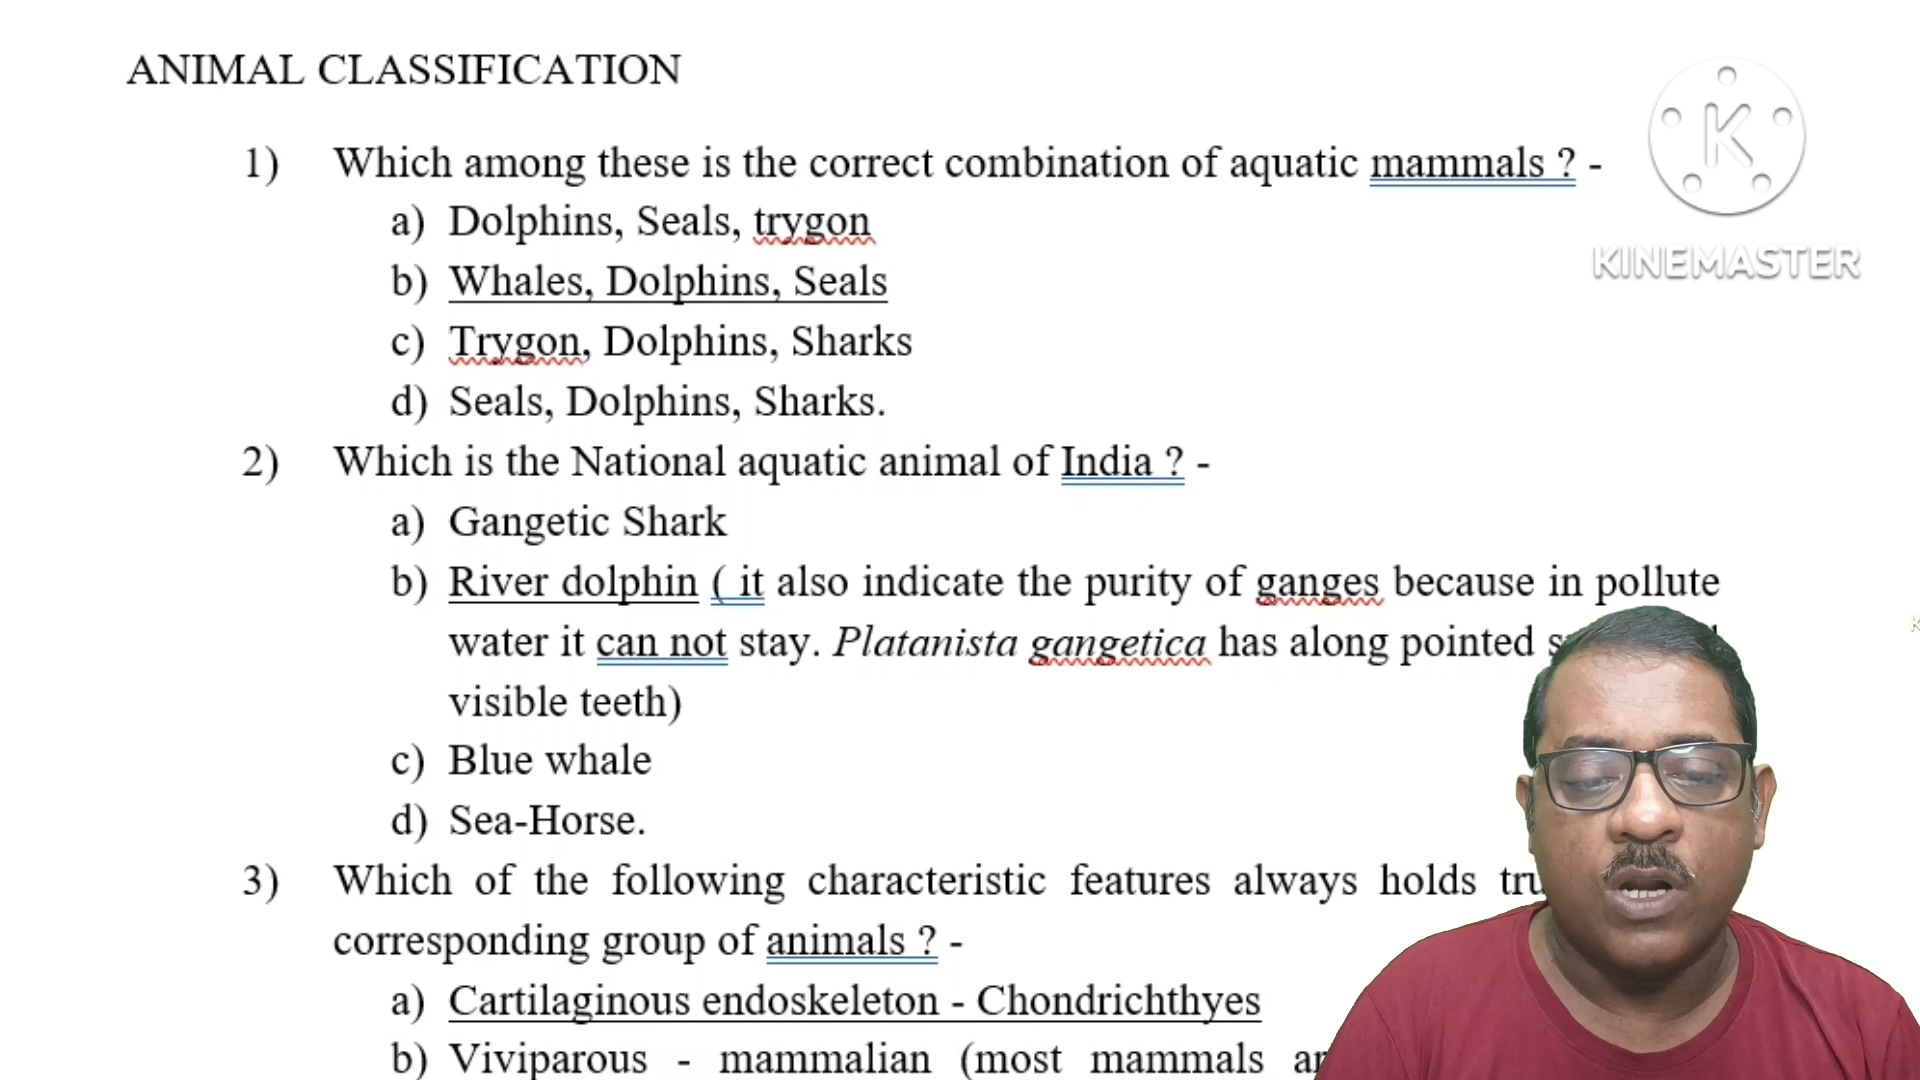 ANIMAL CLASSIFICATION
K
KINEMASTER
1) Which among these is the correct combination of aquatic mammals ? -
a) Dolphins, Seals, trygon
b) Whales, Dolphins, Seals
c) Trygon, Dolphins, Sharks
d) Seals, Dolphins, Sharks.
2) Which is the National aquatic animal of India ? -
a) Gangetic Shark
b) River dolphin ( it also indicate the purity of ganges because in pollute
water it can not stay. Platanista gangetica has along pointed
visible teeth)
c) Blue whale
d) Sea-Horse.
3) Which of the following characteristic features always holds
corresponding group of animals ? -
a) Cartilaginous endoskeleton - Chondrichthyes
b) Viviparous - mammalian (most mammals